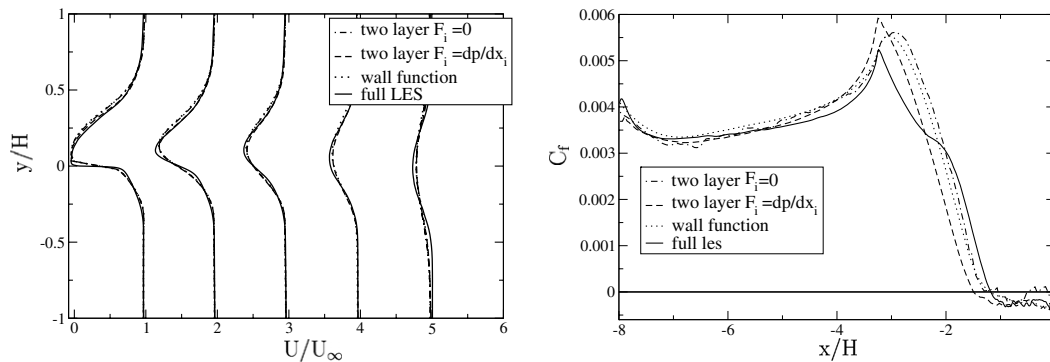 1
0.5
0
-0.5
-1
y/H
0 1 2 3 4 5 6
U/U∞
two layer F_i =0
two layer F_i =dp/dx_i
wall function
full LES
0.006
0.005
0.004
0.003
0.002
0.001
0
C_f
-8 -6 -4 -2
x/H
two layer F_i=0
two layer F_i =dp/dx_i
wall function
full les